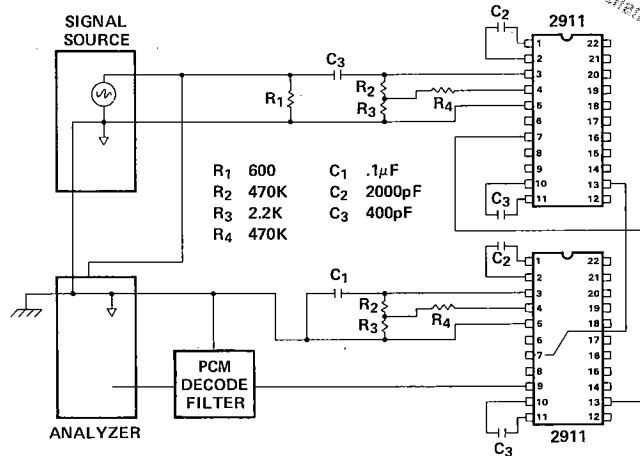 SIGNAL
SOURCE
C2
2911
C3
R1
R2
R3
R4
1 22
2 21
3 20
4 19
5 18
6 17
7 16
8 15
9 14
10 13
11 12
C3
R1 600 C1 .1μF
R2 470K C2 2000pF
R3 2.2K C3 400pF
R4 470K
C2
C1
R2
R3
R4
1 22
2 21
3 20
4 19
5 18
6 17
7 16
8 15
9 14
10 13
11 12
PCM
DECODE
FILTER
ANALYZER
C3
2911